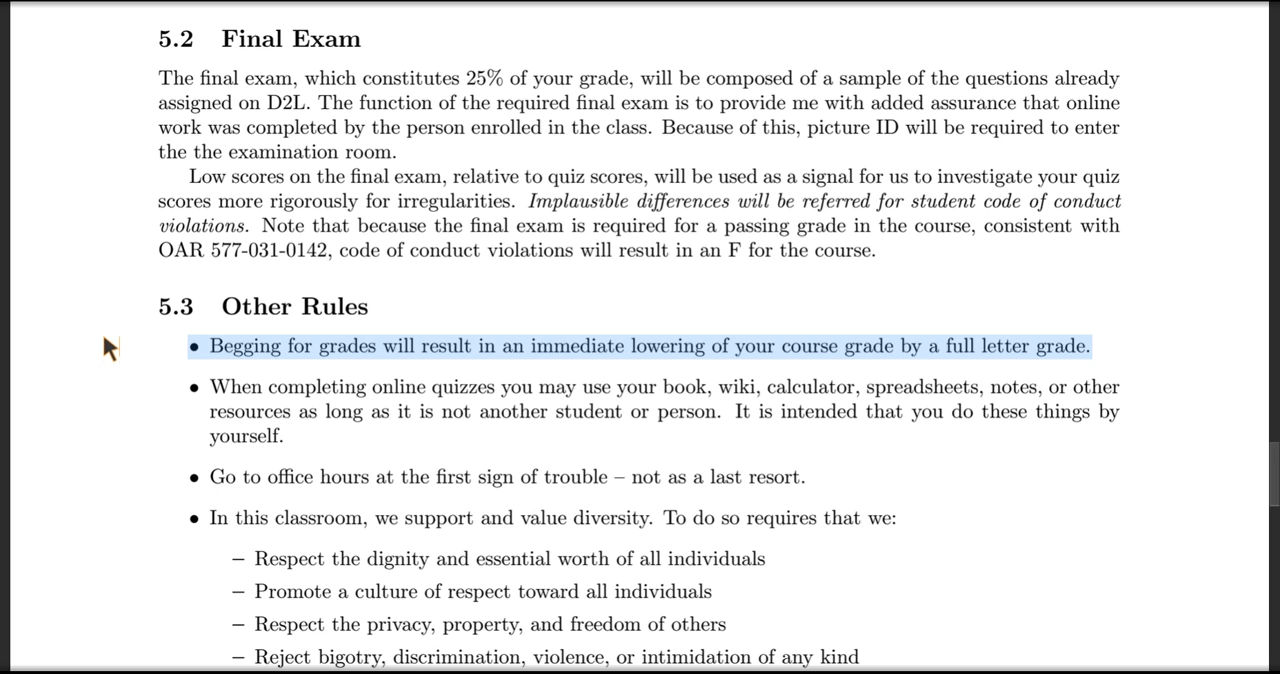 5.2 Final Exam
The final exam, which constitutes 25% of your grade, will be composed of a sample of the questions already
assigned on D2L. The function of the required final exam is to provide me with added assurance that online
work was completed by the person enrolled in the class. Because of this, picture ID will be required to enter
the the examination room.
Low scores on the final exam, relative to quiz scores, will be used as a signal for us to investigate your quiz
scores more rigorously for irregularities. Implausible differences will be referred for student code of conduct
violations. Note that because the final exam is required for a passing grade in the course, consistent with
OAR 577-031-0142, code of conduct violations will result in an F for the course.
5.3 Other Rules
• Begging for grades will result in an immediate lowering of your course grade by a full letter grade.
• When completing online quizzes you may use your book, wiki, calculator, spreadsheets, notes, or other
resources as long as it is not another student or person. It is intended that you do these things by
yourself.
• Go to office hours at the first sign of trouble – not as a last resort.
• In this classroom, we support and value diversity. To do so requires that we:
– Respect the dignity and essential worth of all individuals
– Promote a culture of respect toward all individuals
– Respect the privacy, property, and freedom of others
– Reject bigotry, discrimination, violence, or intimidation of any kind